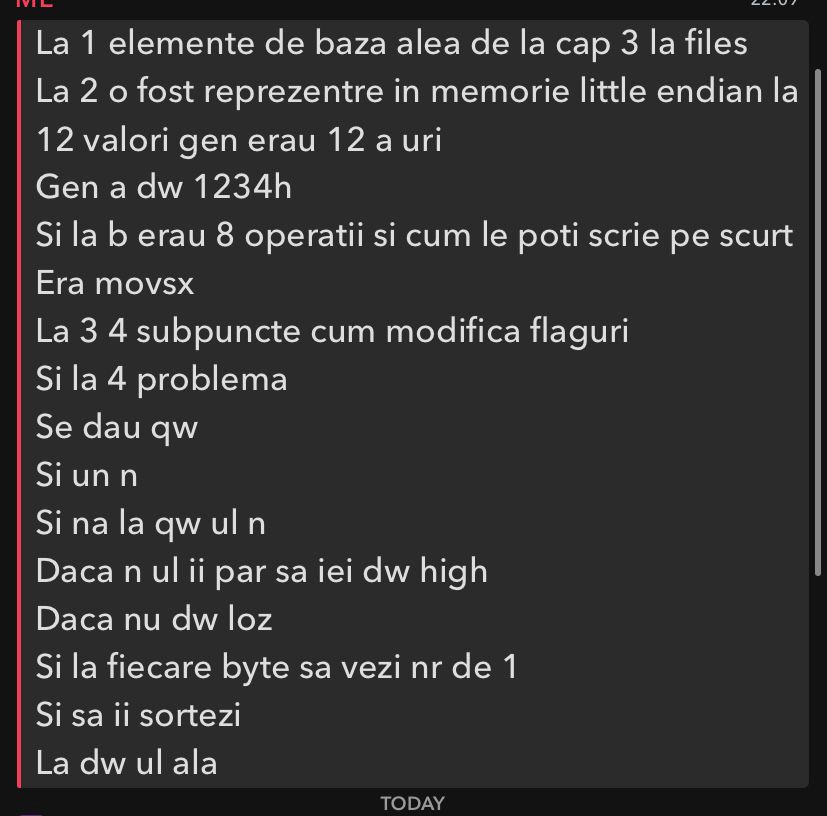 ME 22:09
La 1 elemente de baza alea de la cap 3 la files
La 2 o fost reprezentre in memorie little endian la
12 valori gen erau 12 a uri
Gen a dw 1234h
Si la b erau 8 operatii si cum le poti scrie pe scurt
Era movsx
La 3 4 subpuncte cum modifica flaguri
Si la 4 problema
Se dau qw
Si un n
Si na la qw ul n
Daca n ul ii par sa iei dw high
Daca nu dw loz
Si la fiecare byte sa vezi nr de 1
Si sa ii sortezi
La dw ul ala
TODAY